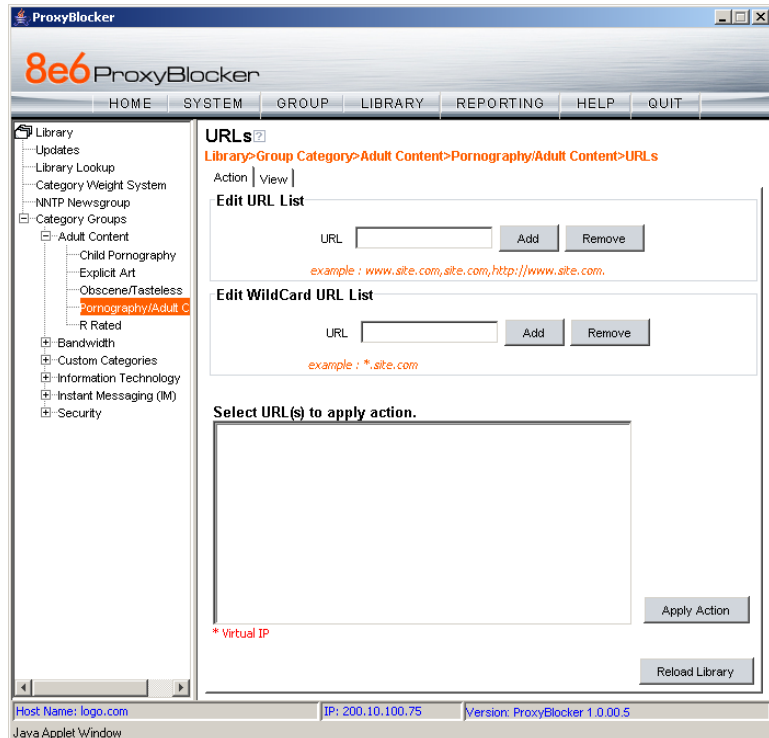 ProxyBlocker
8e6 ProxyBlocker
HOME SYSTEM GROUP LIBRARY REPORTING HELP QUIT
Library
Updates
Library Lookup
Category Weight System
NNTP Newsgroup
Category Groups
Adult Content
Child Pornography
Explicit Art
Obscene/Tasteless
Pornography/Adult C
R Rated
Bandwidth
Custom Categories
Information Technology
Instant Messaging (IM)
Security
URLs ?
Library>Group Category>Adult Content>Pornography/Adult Content>URLs
Action View
Edit URL List
URL Add Remove
example : www.site.com,site.com,http://www.site.com.
Edit WildCard URL List
URL Add Remove
example : *.site.com
Select URL(s) to apply action.
Apply Action
* Virtual IP
Reload Library
Host Name: logo.com IP: 200.10.100.75 Version: ProxyBlocker 1.0.00.5
Java Applet Window